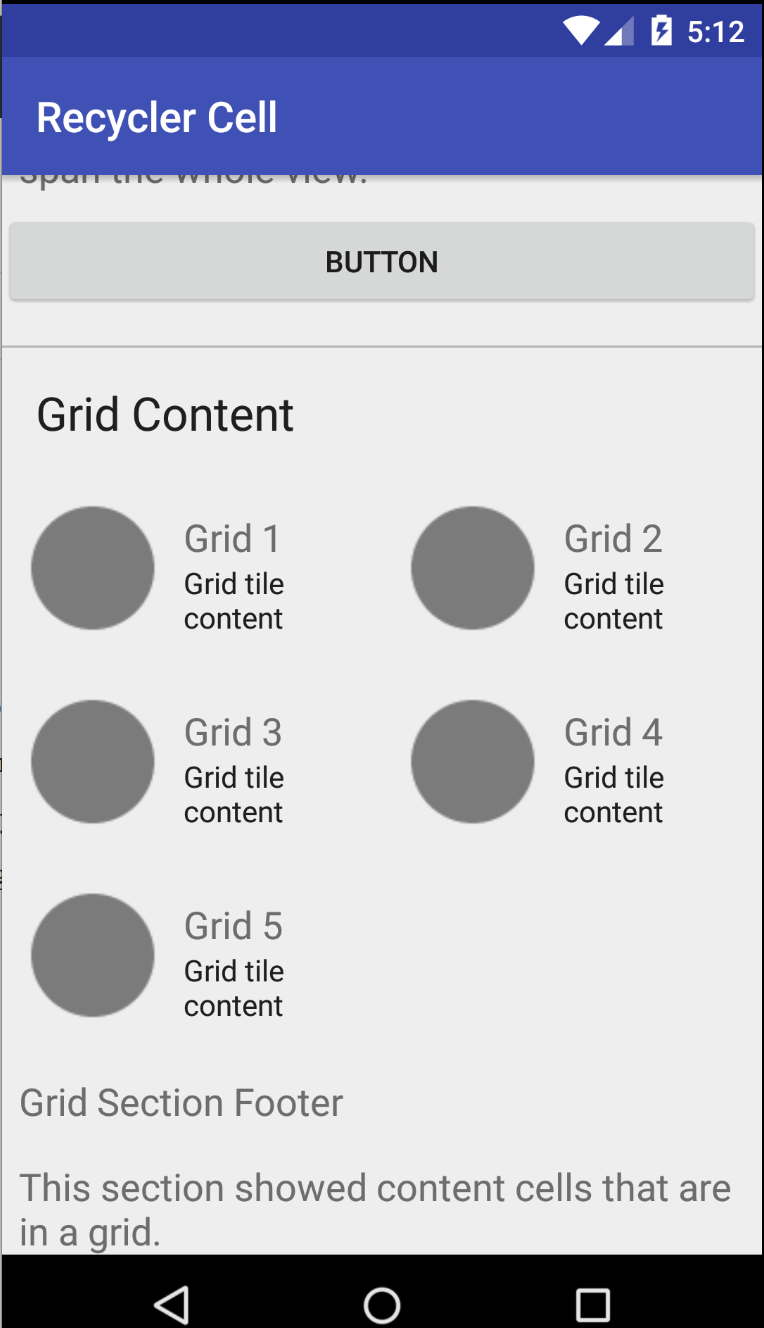 5:12
Recycler Cell
span the whole view.
BUTTON
Grid Content
Grid 1
Grid tile
content
Grid 2
Grid tile
content
Grid 3
Grid tile
content
Grid 4
Grid tile
content
Grid 5
Grid tile
content
Grid Section Footer
This section showed content cells that are
in a grid.